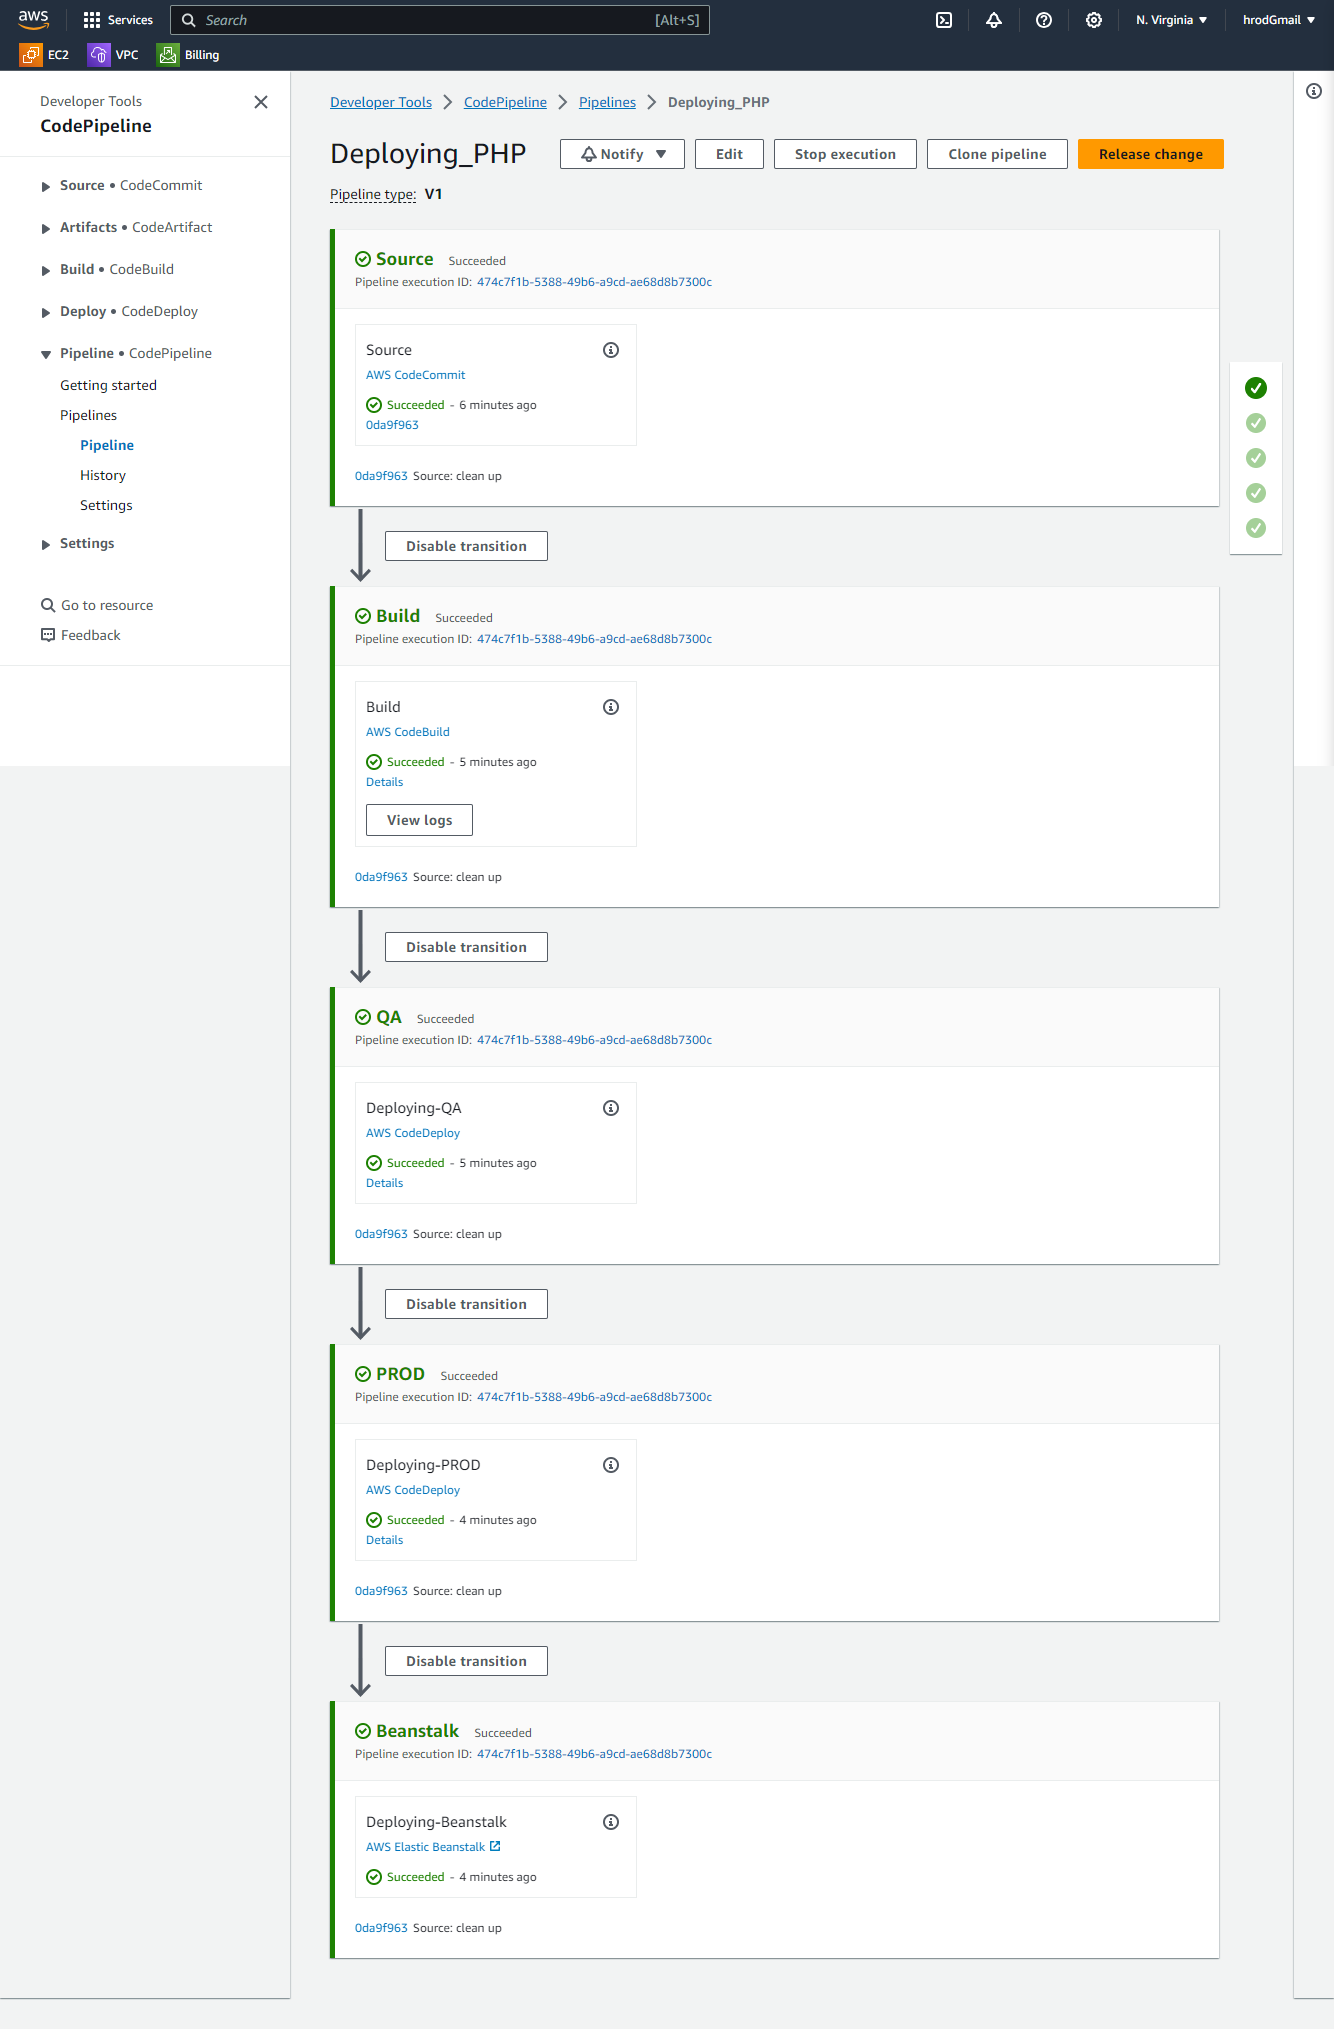 aws
Services
Search
[Alt+S]
N. Virginia
hrodGmail
EC2
VPC
Billing
Developer Tools
CodePipeline
Source • CodeCommit
Artifacts • CodeArtifact
Build • CodeBuild
Deploy • CodeDeploy
Pipeline • CodePipeline
Getting started
Pipelines
Pipeline
History
Settings
Settings
Go to resource
Feedback
Developer Tools
CodePipeline
Pipelines
Deploying_PHP
Deploying_PHP
Notify
Edit
Stop execution
Clone pipeline
Release change
Pipeline type: V1
Source Succeeded
Pipeline execution ID: 474c7f1b-5388-49b6-a9cd-ae68d8b7300c
Source
AWS CodeCommit
Succeeded - 6 minutes ago
0da9f963
0da9f963 Source: clean up
Disable transition
Build Succeeded
Pipeline execution ID: 474c7f1b-5388-49b6-a9cd-ae68d8b7300c
Build
AWS CodeBuild
Succeeded - 5 minutes ago
Details
View logs
0da9f963 Source: clean up
Disable transition
QA Succeeded
Pipeline execution ID: 474c7f1b-5388-49b6-a9cd-ae68d8b7300c
Deploying-QA
AWS CodeDeploy
Succeeded - 5 minutes ago
Details
0da9f963 Source: clean up
Disable transition
PROD Succeeded
Pipeline execution ID: 474c7f1b-5388-49b6-a9cd-ae68d8b7300c
Deploying-PROD
AWS CodeDeploy
Succeeded - 4 minutes ago
Details
0da9f963 Source: clean up
Disable transition
Beanstalk Succeeded
Pipeline execution ID: 474c7f1b-5388-49b6-a9cd-ae68d8b7300c
Deploying-Beanstalk
AWS Elastic Beanstalk
Succeeded - 4 minutes ago
0da9f963 Source: clean up